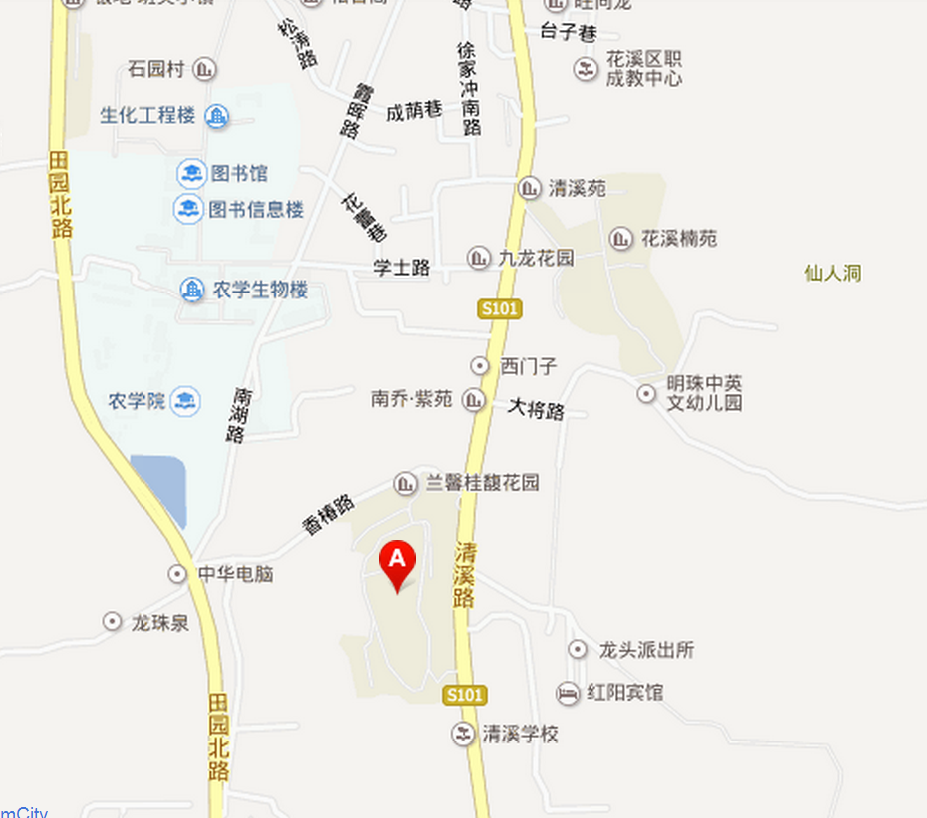 旺问龙
台子巷
松涛路
徐家冲南路
花溪区职
成教中心
石园村
霞晖路
成荫巷
生化工程楼
田园北路
图书馆
清溪苑
图书信息楼
花蕾巷
花溪楠苑
九龙花园
学士路
仙人洞
农学生物楼
S101
西门子
明珠中英
文幼儿园
南乔·紫苑
大将路
农学院
南湖路
兰馨桂馥花园
香椿路
A
清溪路
中华电脑
龙珠泉
龙头派出所
红阳宾馆
S101
田园北路
清溪学校
mCity